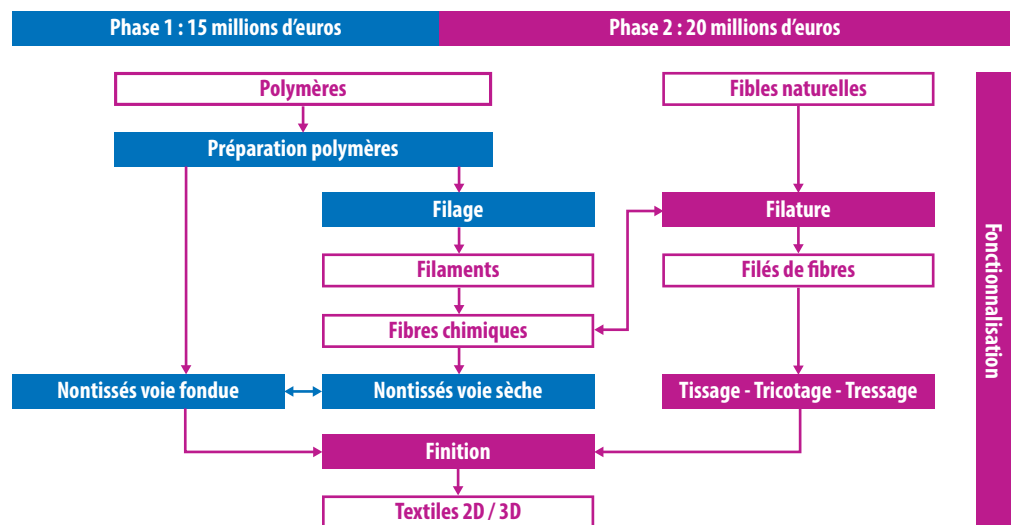 Phase 1 : 15 millions d'euros
Phase 2 : 20 millions d'euros
Polymères
Fibles naturelles
Préparation polymères
Filage
Filature
Filaments
Filés de fibres
Fibres chimiques
Nontissés voie fondue
Nontissés voie sèche
Tissage - Tricotage - Tressage
Finition
Textiles 2D / 3D
Fonctionnalisation